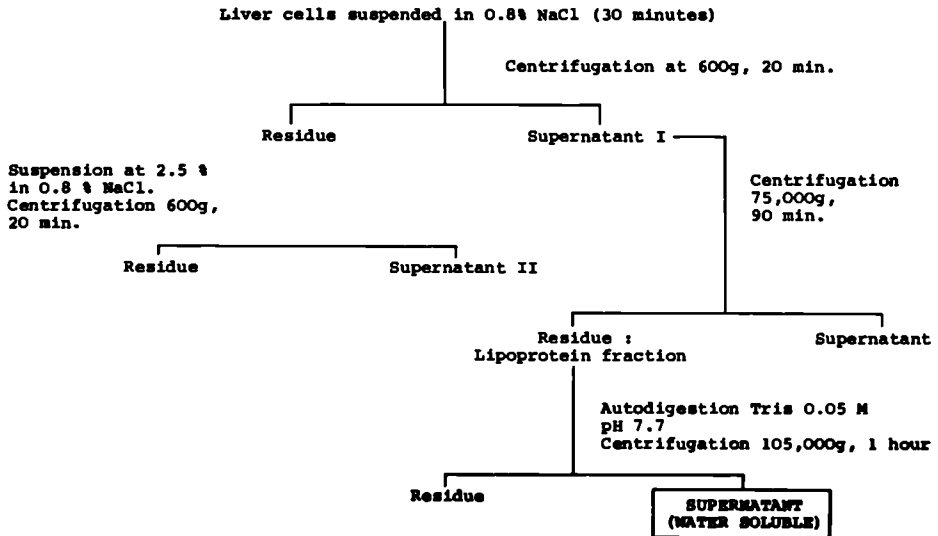 Liver cells suspended in 0.8% NaCl (30 minutes)
Centrifugation at 600g, 20 min.
Residue
Supernatant I
Suspension at 2.5 %
in 0.8 % NaCl.
Centrifugation 600g,
20 min.
Centrifugation
75,000g,
90 min.
Residue
Supernatant II
Residue :
Lipoprotein fraction
Supernatant
Autodigestion Tris 0.05 M
pH 7.7
Centrifugation 105,000g, 1 hour
Residue
SUPERNATANT
(WATER SOLUBLE)